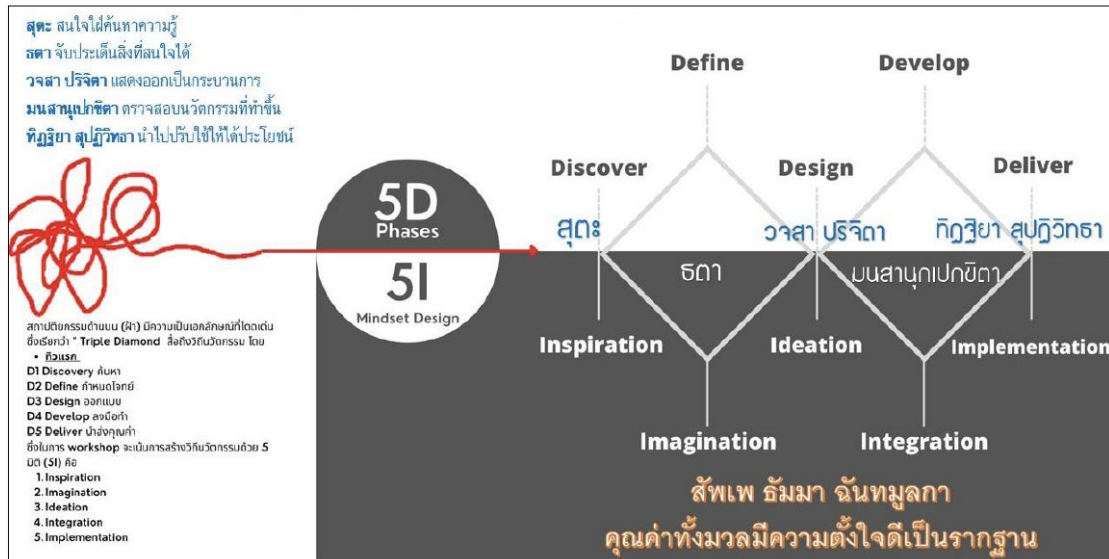 สุตะ สนใจใฝ่ค้นหาความรู้
ธตา จับประเด็นสิ่งที่สนใจได้
วจสา ปริจิตา แสดงออกเป็นกระบวนการ
มนสานุเปกขิตา ตรวจสอบนวัตกรรมที่ทำขึ้น
ทิฏฐิยา สุปฏิวิทธา นำไปปรับใช้ให้ได้ประโยชน์
สถาปัตยกรรมด้านบน (ฝ้า) มีความเป็นเอกลักษณ์ที่โดดเด่น
ซึ่งเรียกว่า " Triple Diamond สื่อถึงวิถีนวัตกรรม โดย
• ทิวแรก
D1 Discovery ค้นหา
D2 Define กำหนดโจทย์
D3 Design ออกแบบ
D4 Develop ลงมือทำ
D5 Deliver นำส่งคุณค่า
ซึ่งในการ workshop จะเน้นการสร้างวิถีนวัตกรรมด้วย 5
มิติ (5I) คือ
1. Inspiration
2. Imagination
3. Ideation
4. Integration
5. Implementation
5D
Phases
5I
Mindset Design
Define Develop
Discover Design Deliver
สุตะ วจสา ปริจิตา ทิฏฐิยา สุปฏิวิทธา
ธตา มนสานุกเปกขิตา
Inspiration Ideation Implementation
Imagination Integration
สัพเพ ธัมมา ฉันทมูลกา
คุณค่าทั้งมวลมีความตั้งใจดีเป็นรากฐาน